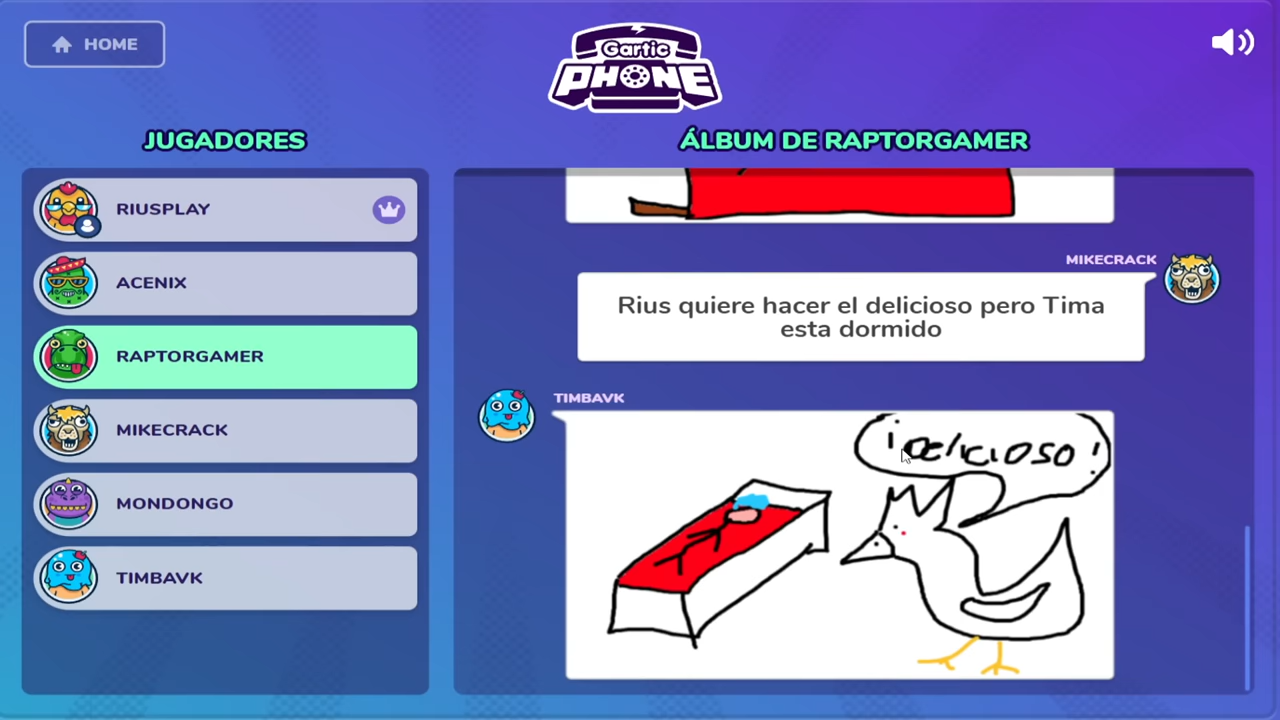 HOME
Gartic
PHONE
JUGADORES
ÁLBUM DE RAPTORGAMER
RIUSPLAY
ACENIX
RAPTORGAMER
MIKECRACK
MONDONGO
TIMBAVK
MIKECRACK
Rius quiere hacer el delicioso pero Tima
esta dormido
TIMBAVK
¡DELICIOSO!